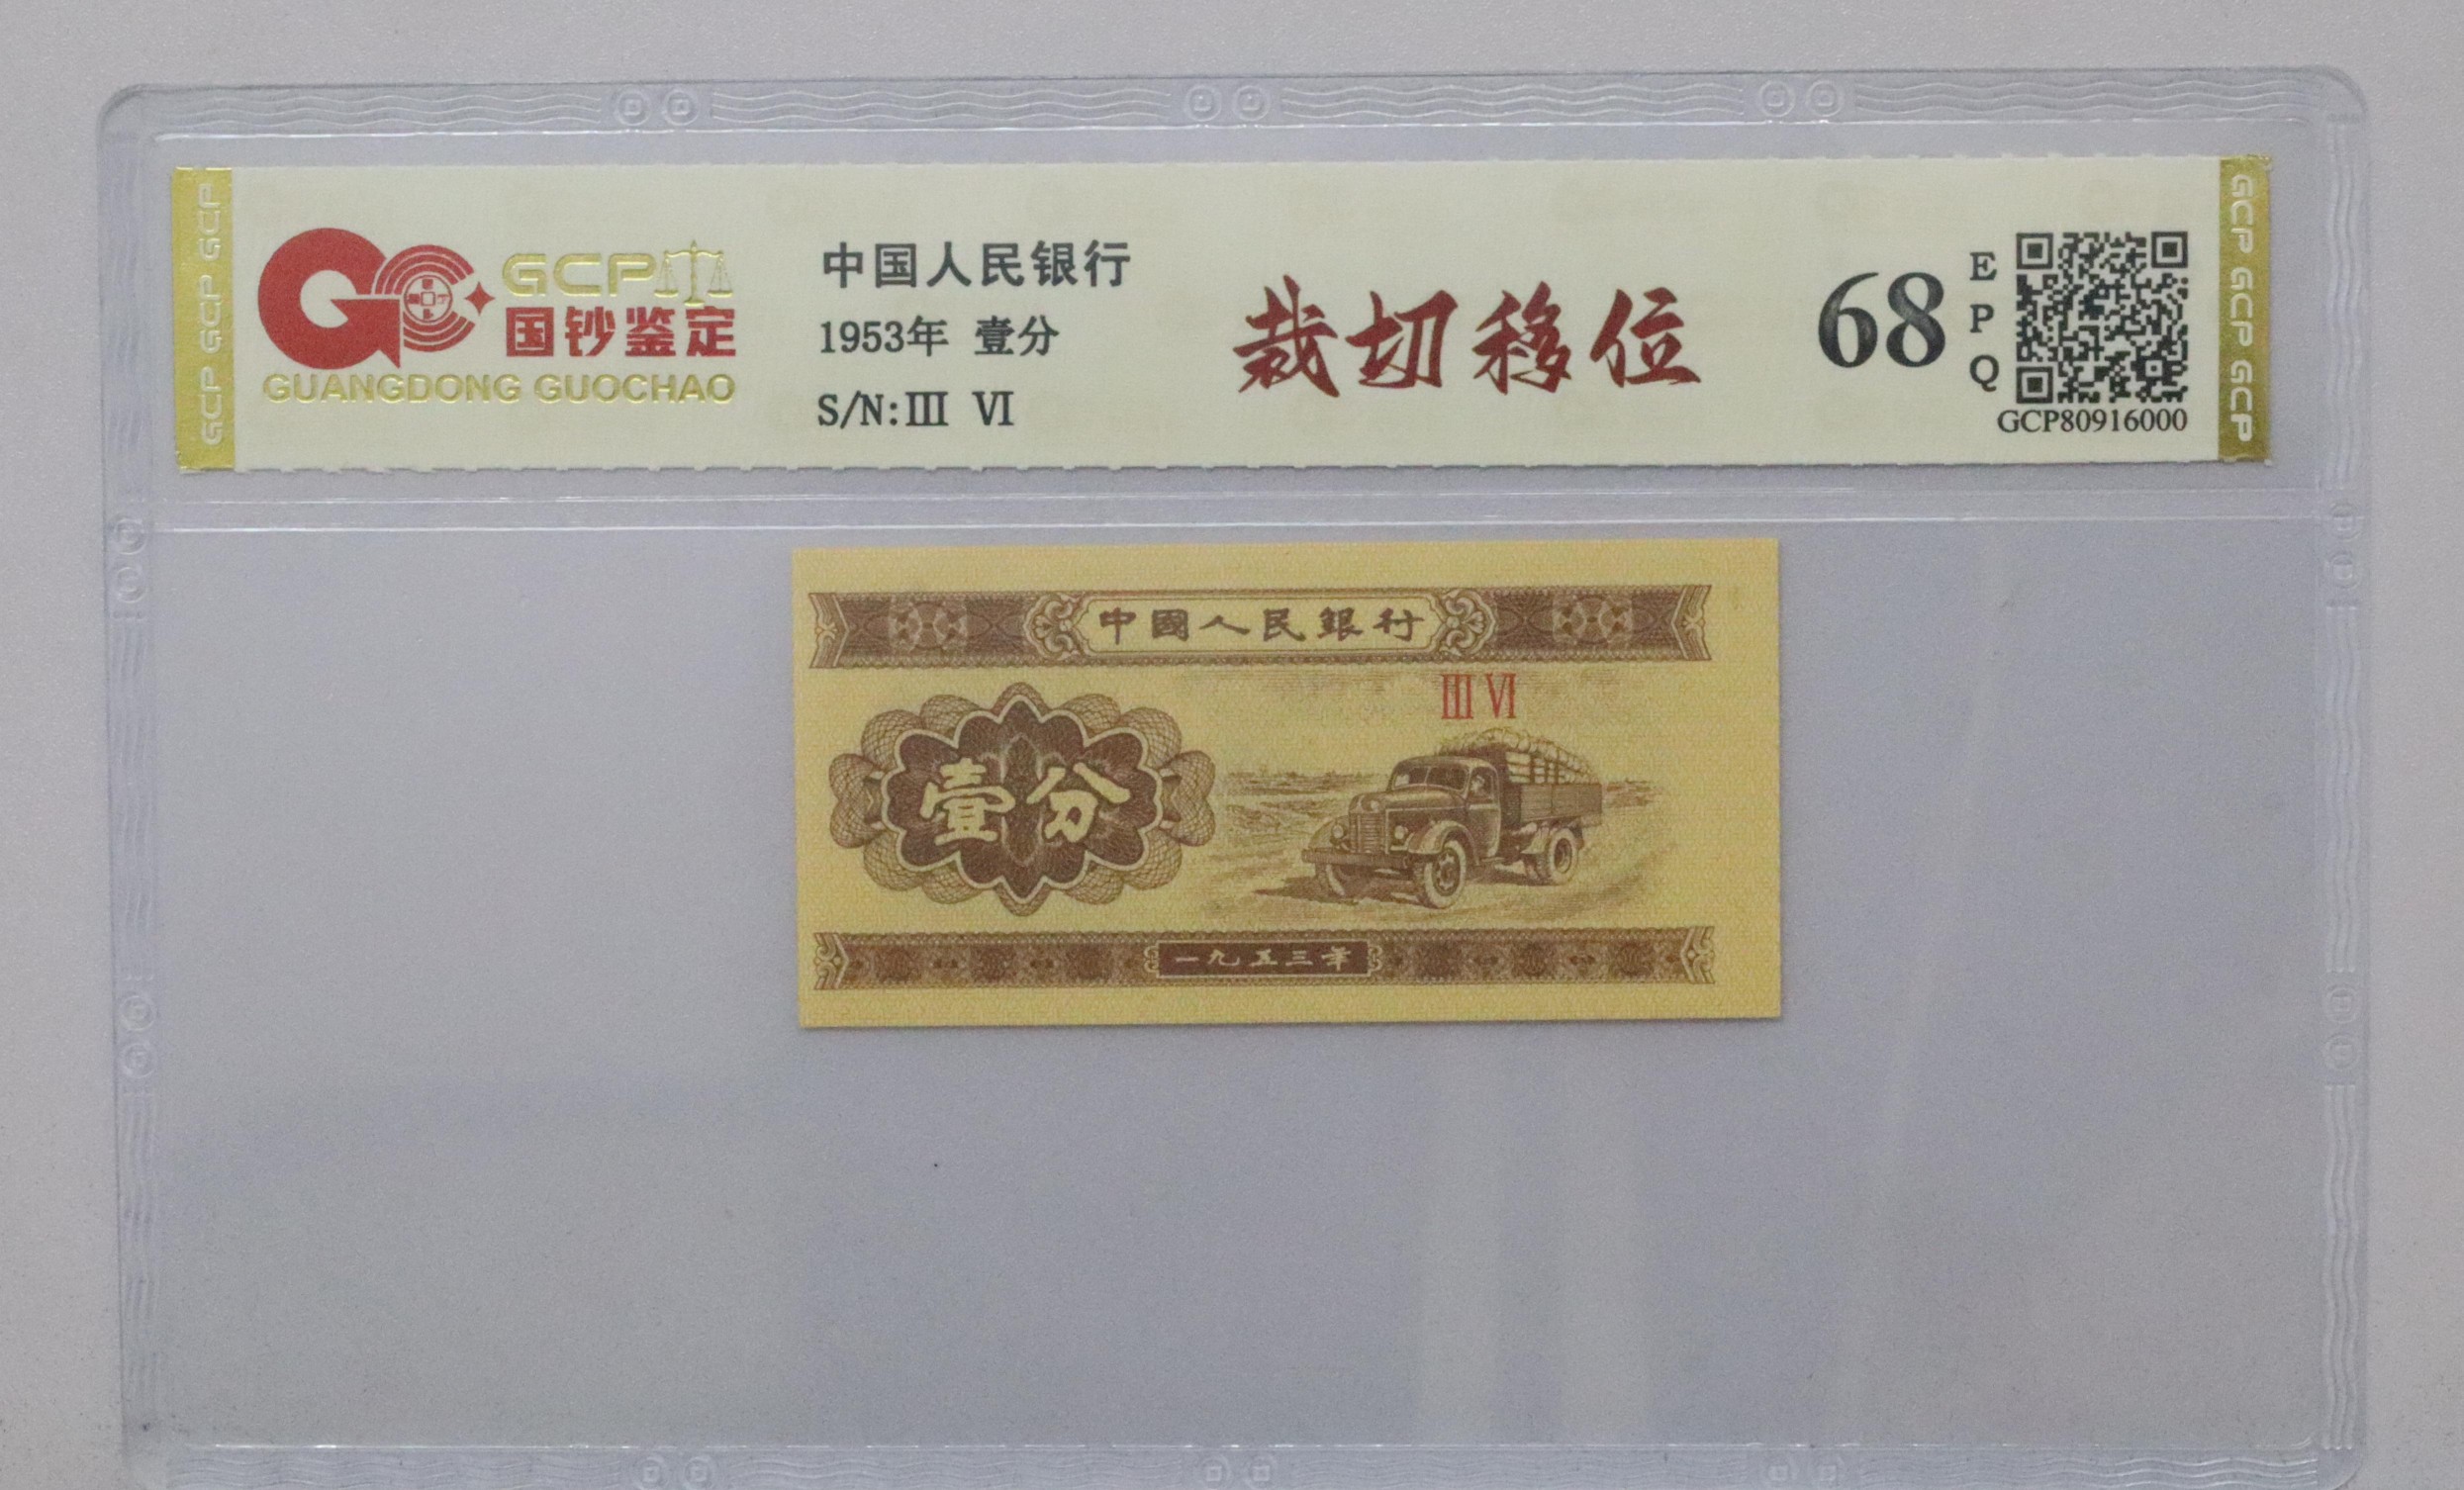 GCP GCP GCP
GCP
国钞鉴定
GUANGDONG GUOCHAO
中国人民银行
1953年 壹分
S/N:III VI
裁切移位
68
EPQ
GCP80916000
GCP GCP GCP
中國人民銀行
III VI
壹分
一九五三年